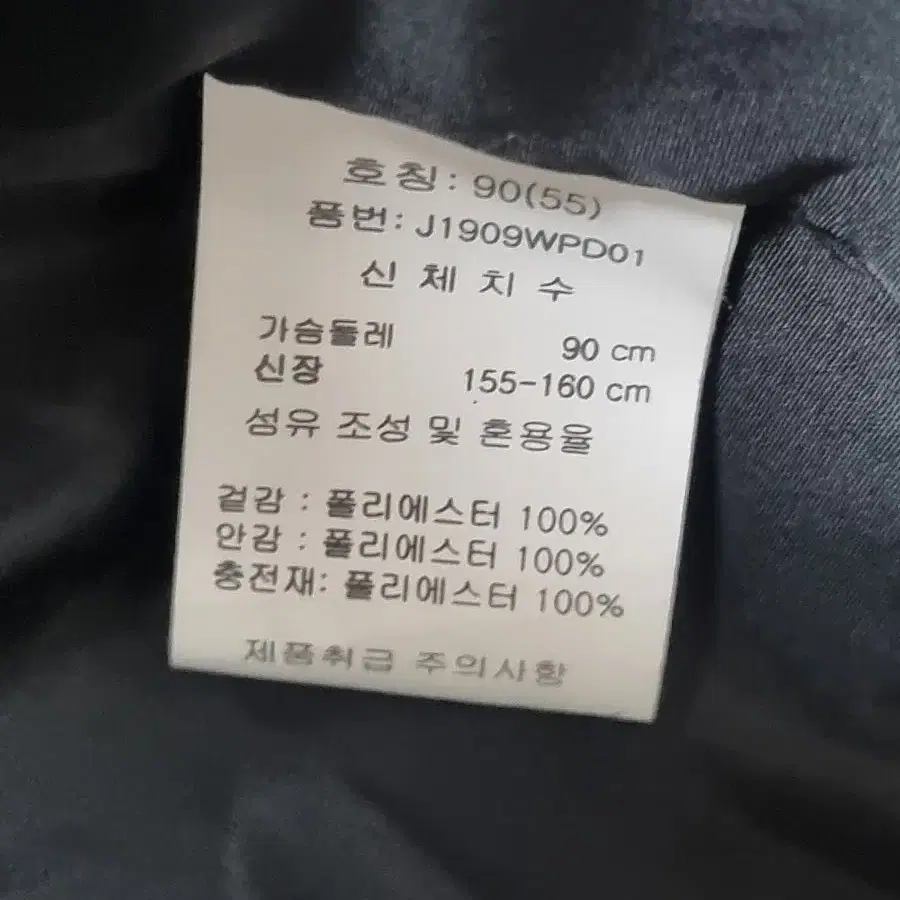 호칭: 90(55)
품번: J1909WPD01
신 체 치 수
가슴둘레 90 cm
신장 155-160 cm
섬유 조성 및 혼용율
겉감 : 폴리에스터 100%
안감 : 폴리에스터 100%
충전재: 폴리에스터 100%
제품취급 주의사항